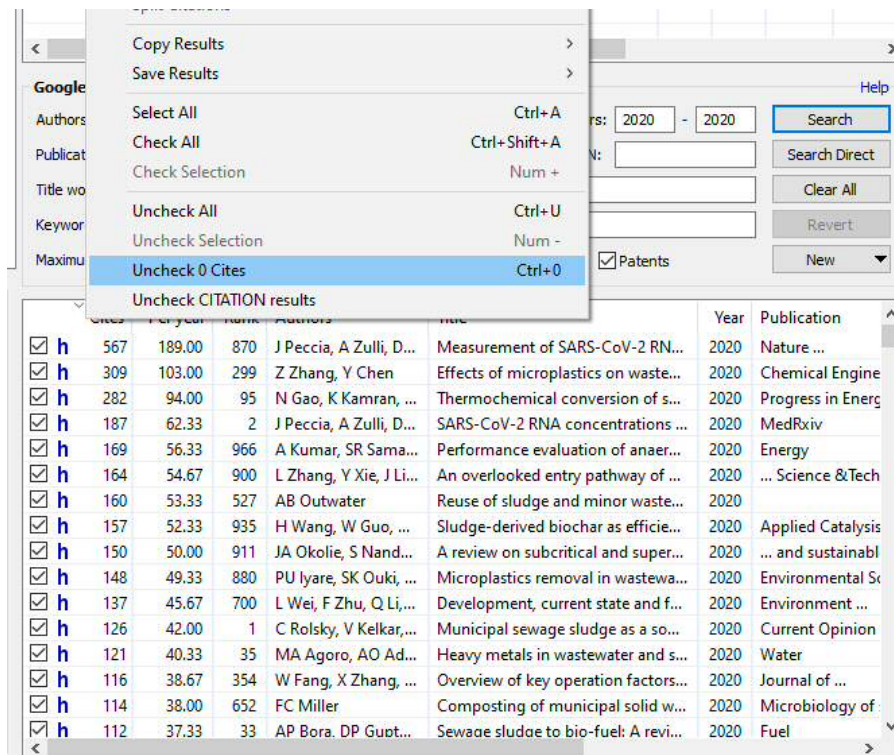 Split Citations
Copy Results >
Save Results >
Google Help
Select All Ctrl+A
Authors rs: 2020 - 2020 Search
Check All Ctrl+Shift+A
Publicat N: Search Direct
Check Selection Num +
Title wo Clear All
Uncheck All Ctrl+U
Keywor Revert
Uncheck Selection Num -
Maximu Patents New
Uncheck 0 Cites Ctrl+0
Uncheck CITATION results
Cites Per year Rank Authors Title Year Publication
h 567 189.00 870 J Peccia, A Zulli, D... Measurement of SARS-CoV-2 RN... 2020 Nature ...
h 309 103.00 299 Z Zhang, Y Chen Effects of microplastics on waste... 2020 Chemical Engine
h 282 94.00 95 N Gao, K Kamran, ... Thermochemical conversion of s... 2020 Progress in Energ
h 187 62.33 2 J Peccia, A Zulli, D... SARS-CoV-2 RNA concentrations ... 2020 MedRxiv
h 169 56.33 966 A Kumar, SR Sama... Performance evaluation of anaer... 2020 Energy
h 164 54.67 900 L Zhang, Y Xie, J Li... An overlooked entry pathway of ... 2020 ... Science &Tech
h 160 53.33 527 AB Outwater Reuse of sludge and minor waste... 2020
h 157 52.33 935 H Wang, W Guo, ... Sludge-derived biochar as efficie... 2020 Applied Catalysis
h 150 50.00 911 JA Okolie, S Nand... A review on subcritical and super... 2020 ... and sustainabl
h 148 49.33 880 PU Iyare, SK Ouki, ... Microplastics removal in wastewa... 2020 Environmental Sc
h 137 45.67 700 L Wei, F Zhu, Q Li,... Development, current state and f... 2020 Environment ...
h 126 42.00 1 C Rolsky, V Kelkar,... Municipal sewage sludge as a so... 2020 Current Opinion
h 121 40.33 35 MA Agoro, AO Ad... Heavy metals in wastewater and s... 2020 Water
h 116 38.67 354 W Fang, X Zhang, ... Overview of key operation factors... 2020 Journal of ...
h 114 38.00 652 FC Miller Composting of municipal solid w... 2020 Microbiology of
h 112 37.33 33 AP Bora, DP Gupt... Sewage sludge to bio-fuel: A revi... 2020 Fuel